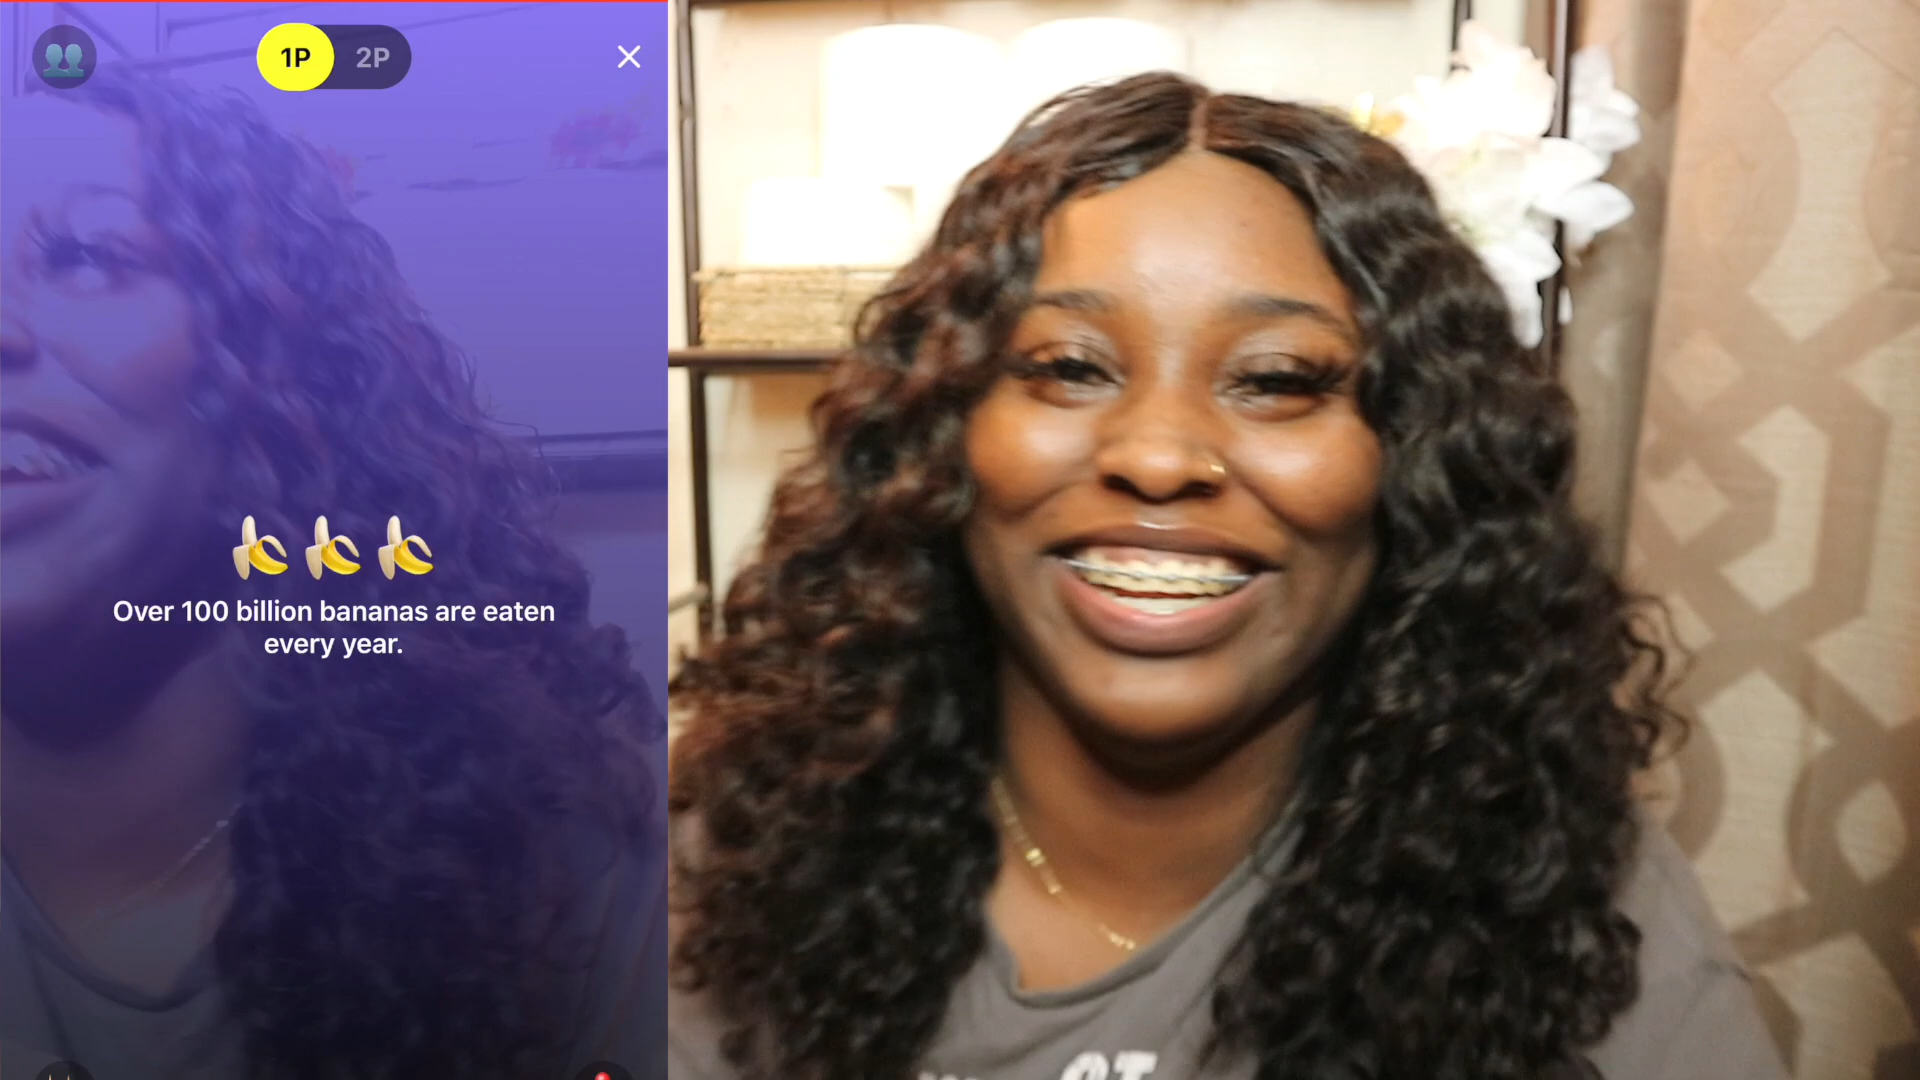 1P 2P
Over 100 billion bananas are eaten
every year.